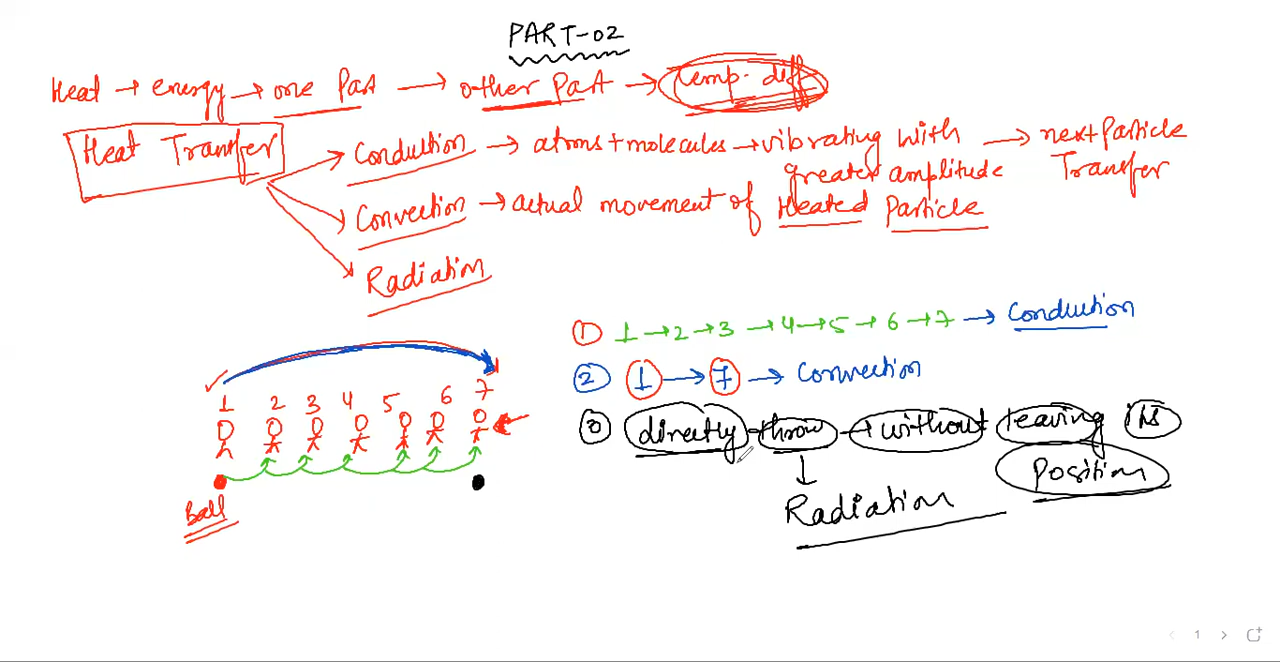 PART-02
Heat → energy → one Part → other Part → temp. diff
Heat Transfer
Conduction → atoms + molecules → vibrating with greater amplitude → next Particle Transfer
Convection → actual movement of Heated Particle
Radiation
① 1 → 2 → 3 → 4 → 5 → 6 → 7 → Conduction
② 1 → 7 → Convection
③ directly throw → without leaving its Position
↓
Radiation
1 2 3 4 5 6 7
Ball
1